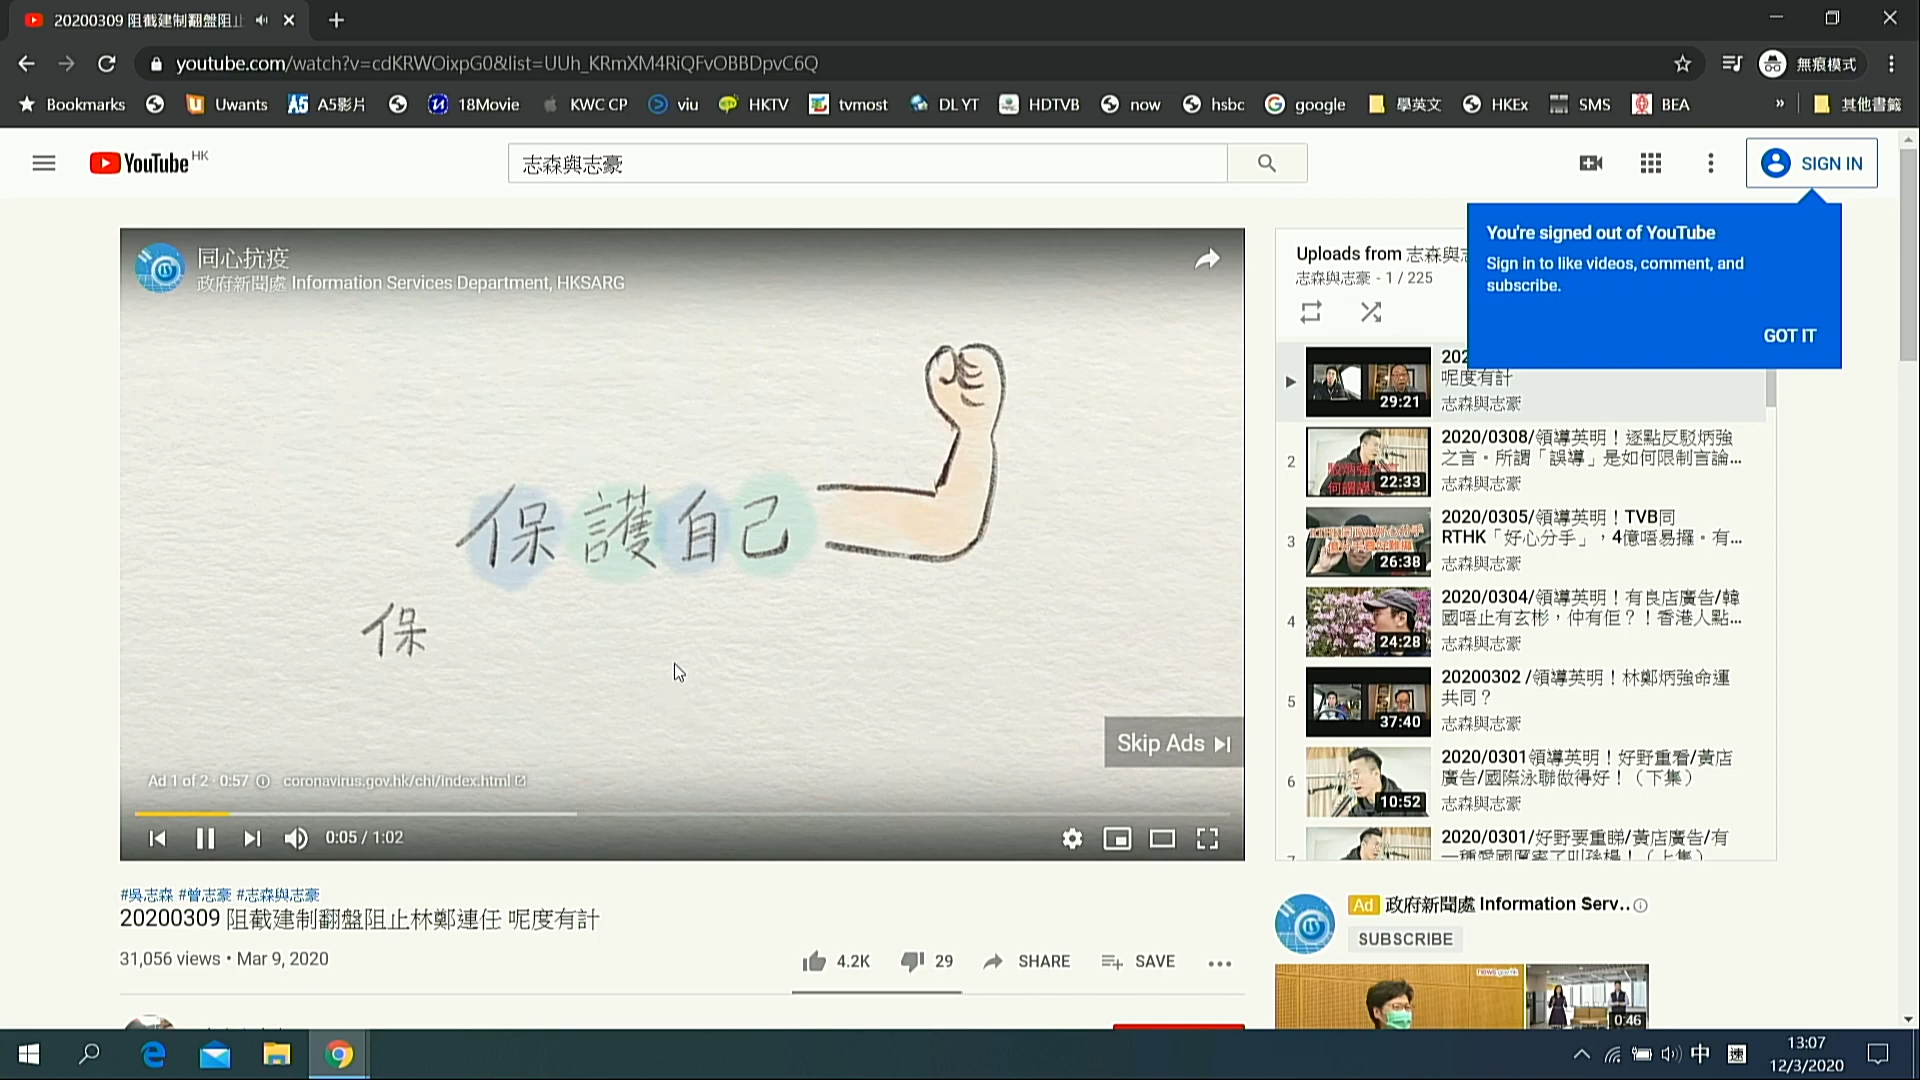 20200309 阻截建制翻盤阻止
youtube.com/watch?v=cdKRWOixpG0&list=UUh_KRmXM4RiQFvOBBDpvC6Q
無痕模式
Bookmarks
Uwants
A5影片
18Movie
KWC CP
viu
HKTV
tvmost
DL YT
HDTVB
now
hsbc
google
學英文
HKEx
SMS
BEA
»
其他書籤
YouTube HK
志森與志豪
SIGN IN
You're signed out of YouTube
Sign in to like videos, comment, and
subscribe.
GOT IT
同心抗疫
政府新聞處 Information Services Department, HKSARG
保護自己
保
Skip Ads
Ad 1 of 2 · 0:57
coronavirus.gov.hk/chi/index.html
0:05 / 1:02
Uploads from 志森與
志森與志豪 - 1 / 225
202
呢度有計
志森與志豪
29:21
2
2020/0308/領導英明！逐點反駁炳強
之言。所謂「誤導」是如何限制言論...
志森與志豪
22:33
3
2020/0305/領導英明！TVB同
RTHK「好心分手」，4億唔易攞。有...
志森與志豪
26:38
4
2020/0304/領導英明！有良店廣告/韓
國唔止有玄彬，仲有佢？！香港人點...
志森與志豪
24:28
5
20200302 /領導英明！林鄭炳強命運
共同？
志森與志豪
37:40
6
2020/0301領導英明！好野重看/黃店
廣告/國際泳聯做得好！（下集）
志森與志豪
10:52
2020/0301/好野要重睇/黃店廣告/有
#吳志森 #曾志豪 #志森與志豪
20200309 阻截建制翻盤阻止林鄭連任 呢度有計
31,056 views • Mar 9, 2020
4.2K
29
SHARE
SAVE
Ad 政府新聞處 Information Serv...
SUBSCRIBE
news.gov.hk
0:46
中
速
13:07
12/3/2020